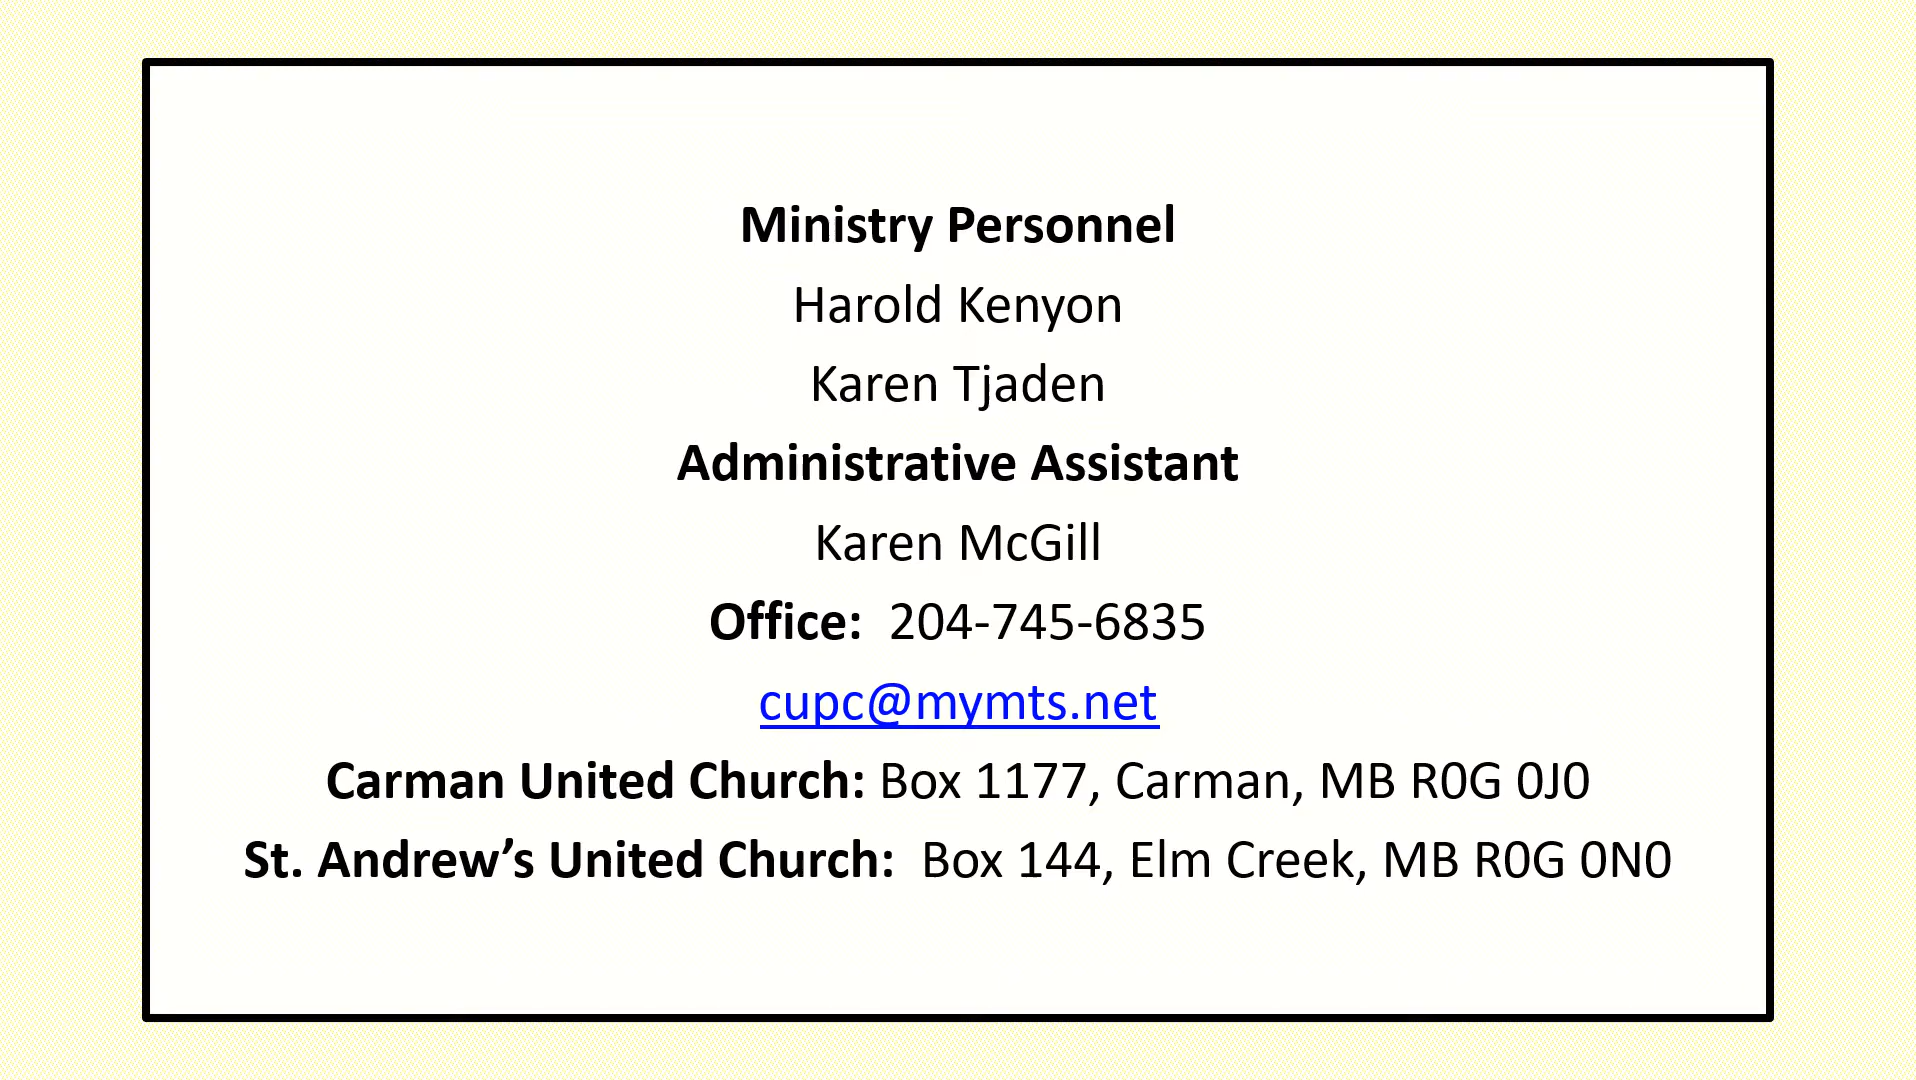 Ministry Personnel
Harold Kenyon
Karen Tjaden
Administrative Assistant
Karen McGill
Office:  204-745-6835
cupc@mymts.net
Carman United Church: Box 1177, Carman, MB R0G 0J0
St. Andrew’s United Church:  Box 144, Elm Creek, MB R0G 0N0